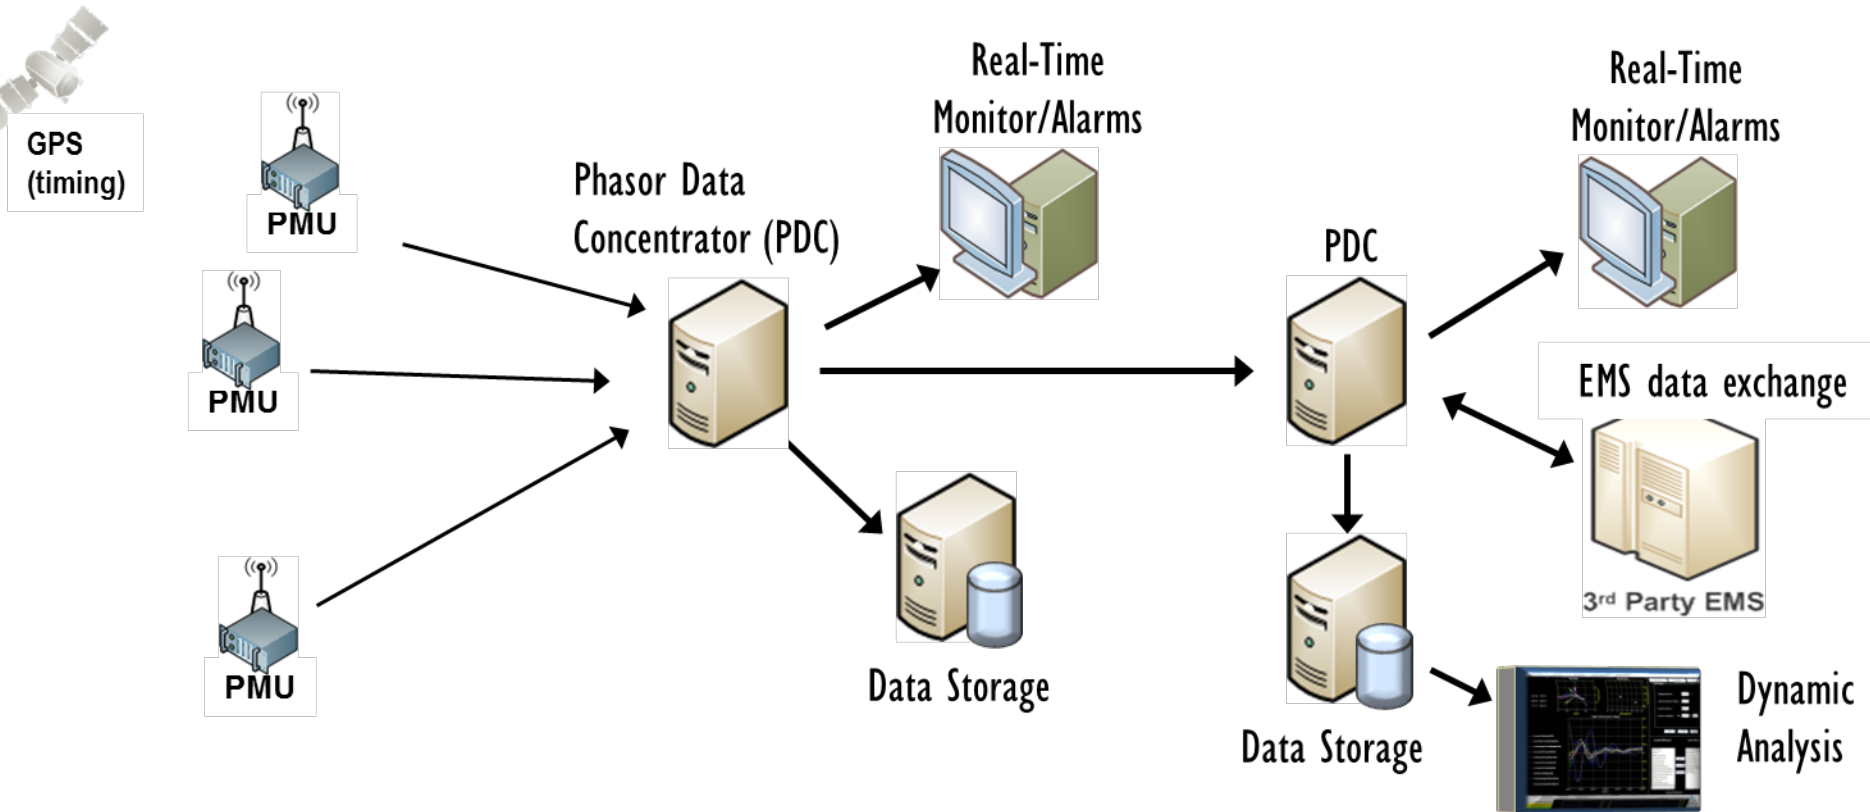 GPS
(timing)
PMU
PMU
PMU
Phasor Data
Concentrator (PDC)
Real-Time
Monitor/Alarms
Data Storage
PDC
Real-Time
Monitor/Alarms
EMS data exchange
3rd Party EMS
Data Storage
Dynamic
Analysis